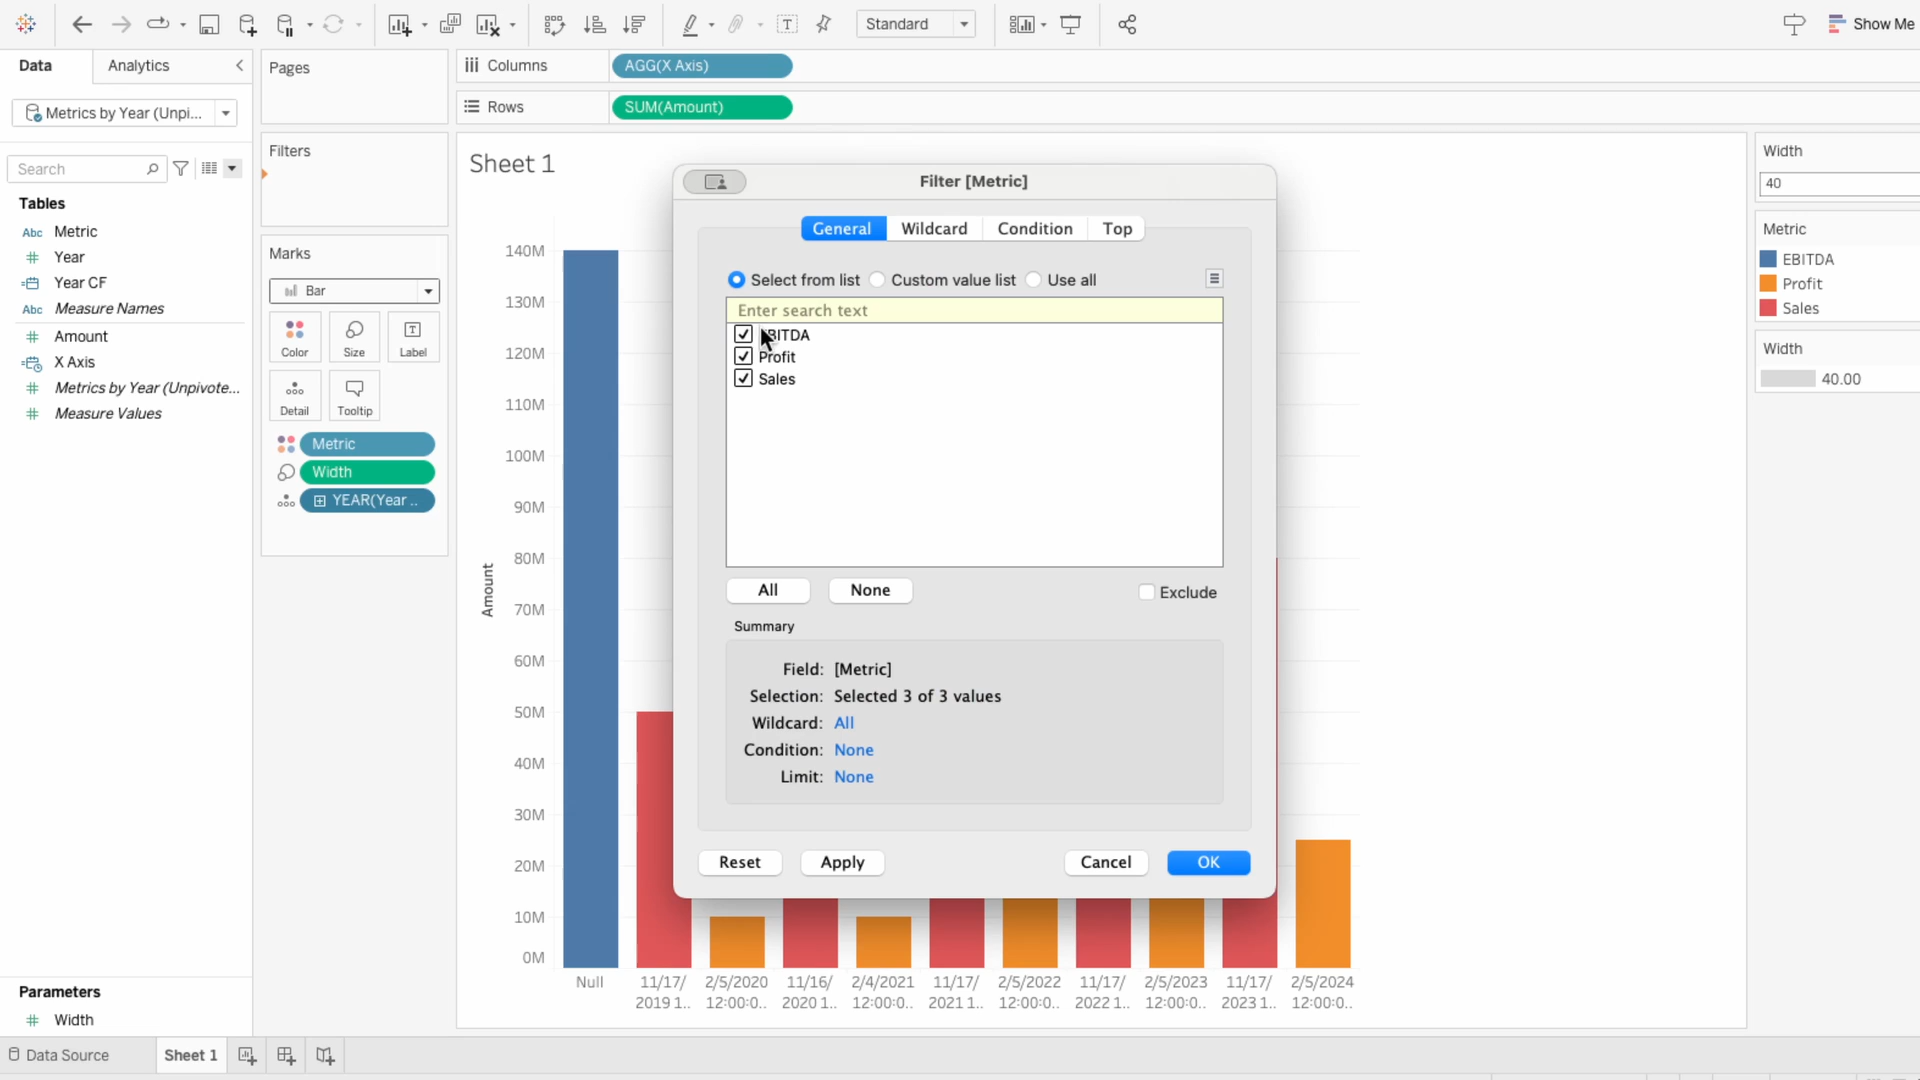 Standard
Show Me
Data
Analytics
Pages
Columns
AGG(X Axis)
Rows
SUM(Amount)
Metrics by Year (Unpi...
Search
Tables
Abc Metric
Year
Year CF
Abc Measure Names
Amount
X Axis
Metrics by Year (Unpivote...
Measure Values
Parameters
Width
Filters
Marks
Bar
Color
Size
Label
Detail
Tooltip
Metric
Width
YEAR(Year ..
Sheet 1
Amount
140M
130M
120M
110M
100M
90M
80M
70M
60M
50M
40M
30M
20M
10M
0M
Null
11/17/
2019 1..
2/5/2020
12:00:0..
11/16/
2020 1..
2/4/2021
12:00:0..
11/17/
2021 1..
2/5/2022
12:00:0..
11/17/
2022 1..
2/5/2023
12:00:0..
11/17/
2023 1..
2/5/2024
12:00:0..
Filter [Metric]
General
Wildcard
Condition
Top
Select from list
Custom value list
Use all
Enter search text
EBITDA
Profit
Sales
All
None
Exclude
Summary
Field: [Metric]
Selection: Selected 3 of 3 values
Wildcard: All
Condition: None
Limit: None
Reset
Apply
Cancel
OK
Width
40
Metric
EBITDA
Profit
Sales
Width
40.00
Data Source
Sheet 1